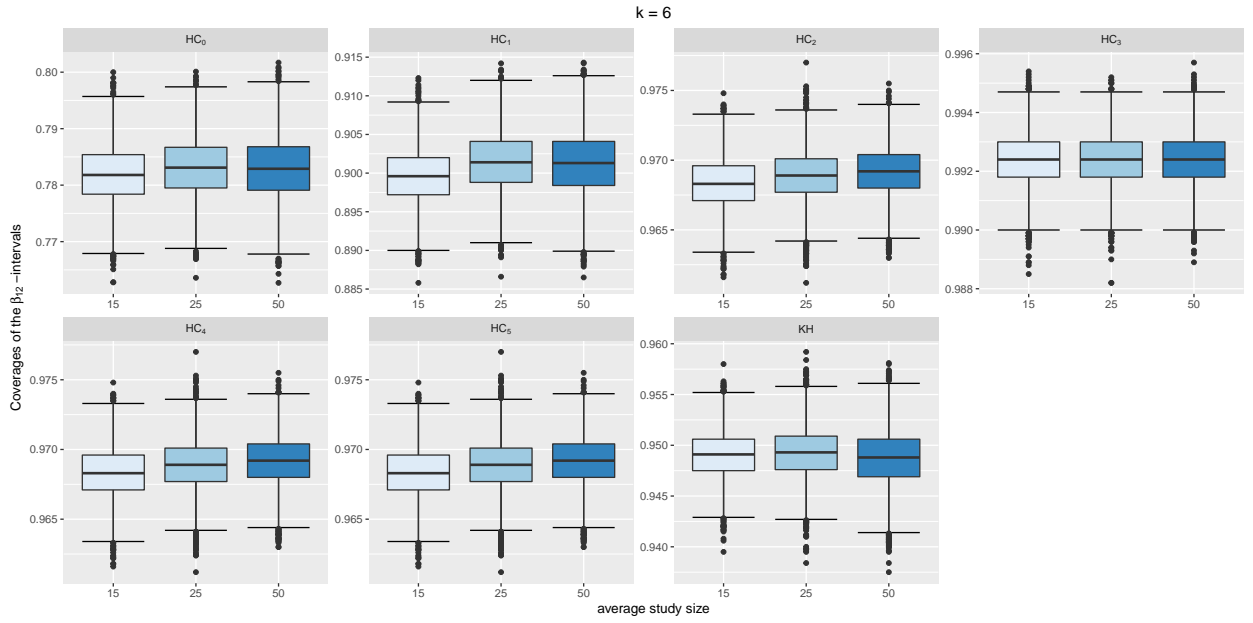 k = 6
HC₀ HC₁ HC₂ HC₃
0.80 0.79 0.78 0.77
0.915 0.910 0.905 0.900 0.895 0.890 0.885
0.975 0.970 0.965
0.996 0.994 0.992 0.990 0.988
15 25 50 15 25 50 15 25 50 15 25 50
HC₄ HC₅ KH
0.975 0.970 0.965
0.975 0.970 0.965
0.960 0.955 0.950 0.945 0.940
15 25 50 15 25 50 15 25 50
Coverages of the β₁₂ −intervals
average study size